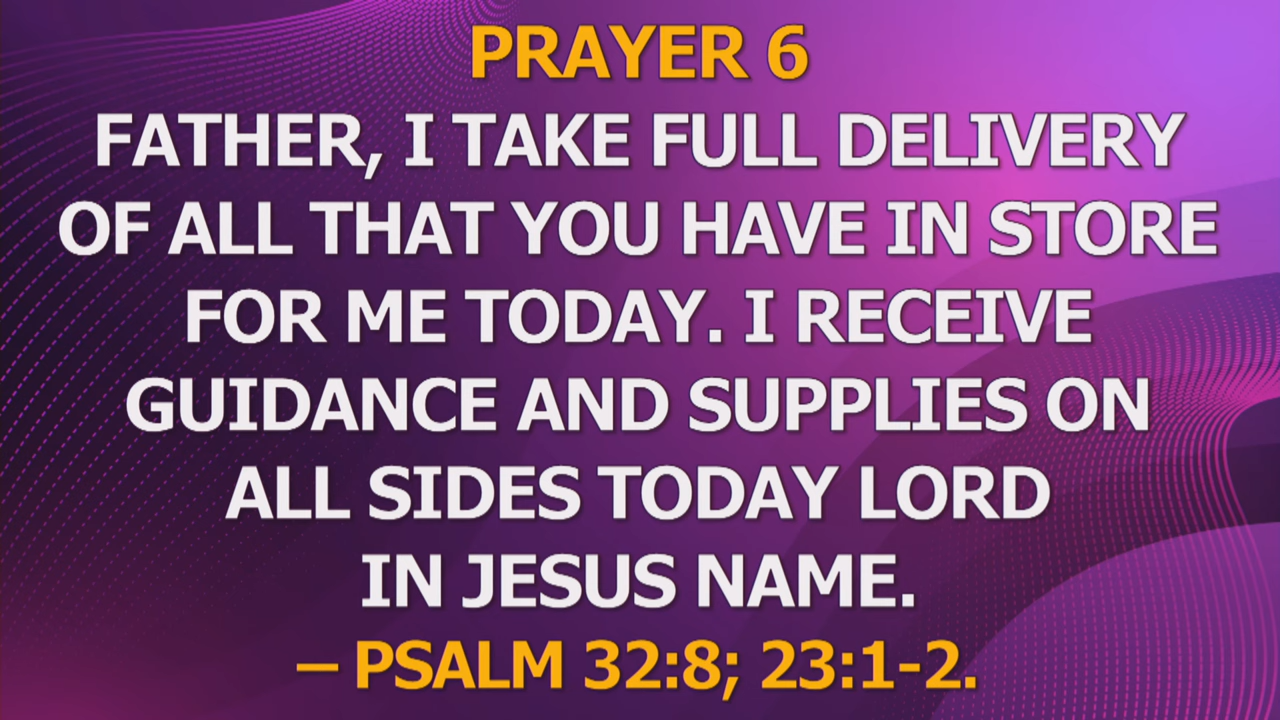 PRAYER 6
FATHER, I TAKE FULL DELIVERY
OF ALL THAT YOU HAVE IN STORE
FOR ME TODAY. I RECEIVE
GUIDANCE AND SUPPLIES ON
ALL SIDES TODAY LORD
IN JESUS NAME.
– PSALM 32:8; 23:1-2.